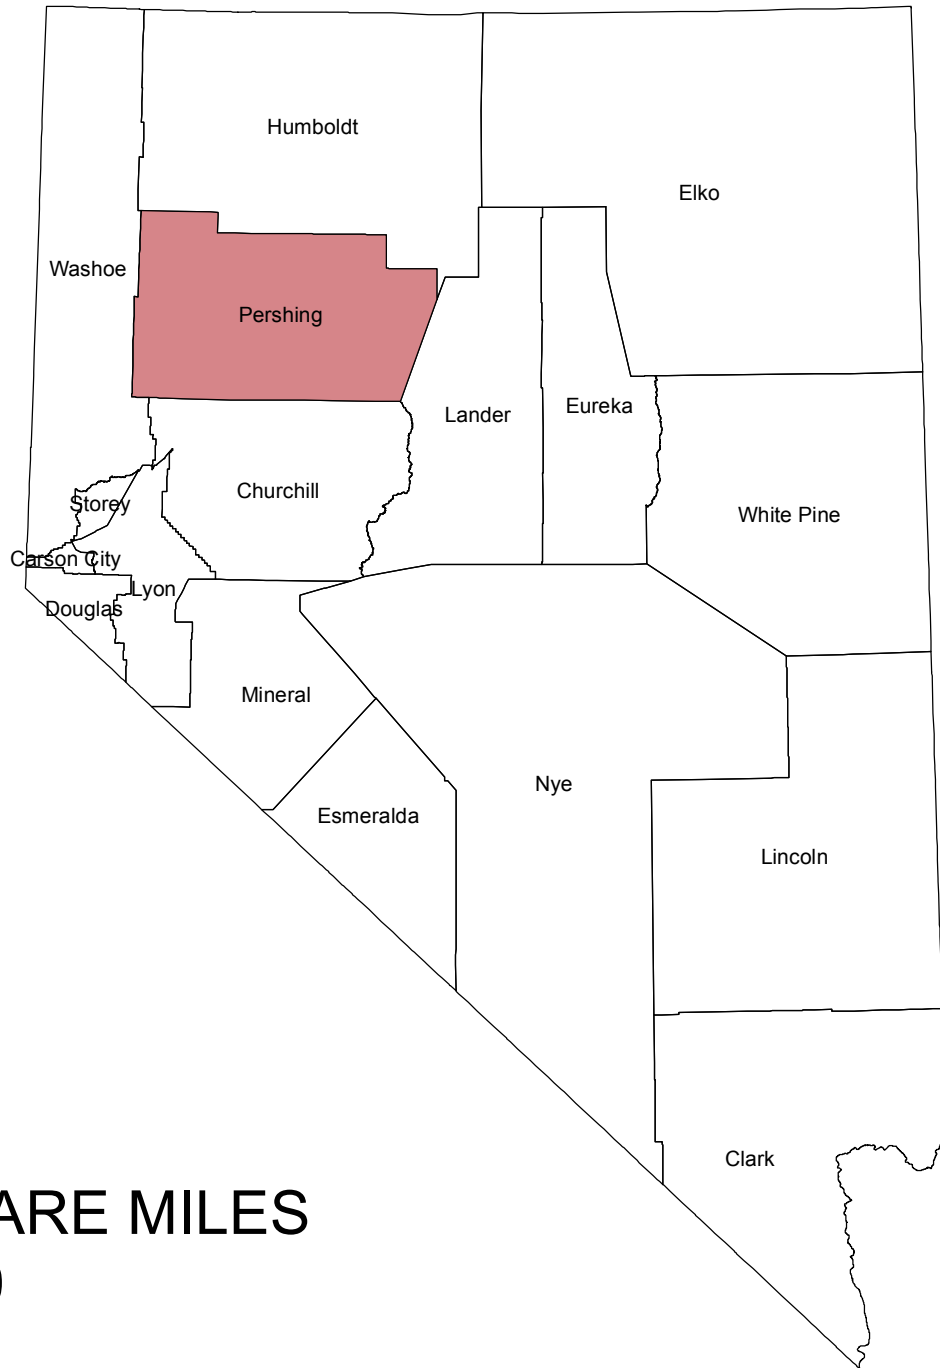 Humboldt
Elko
Washoe
Pershing
Lander
Eureka
Churchill
Storey
White Pine
Carson City
Lyon
Douglas
Mineral
Nye
Esmeralda
Lincoln
Clark
ARE MILES
)